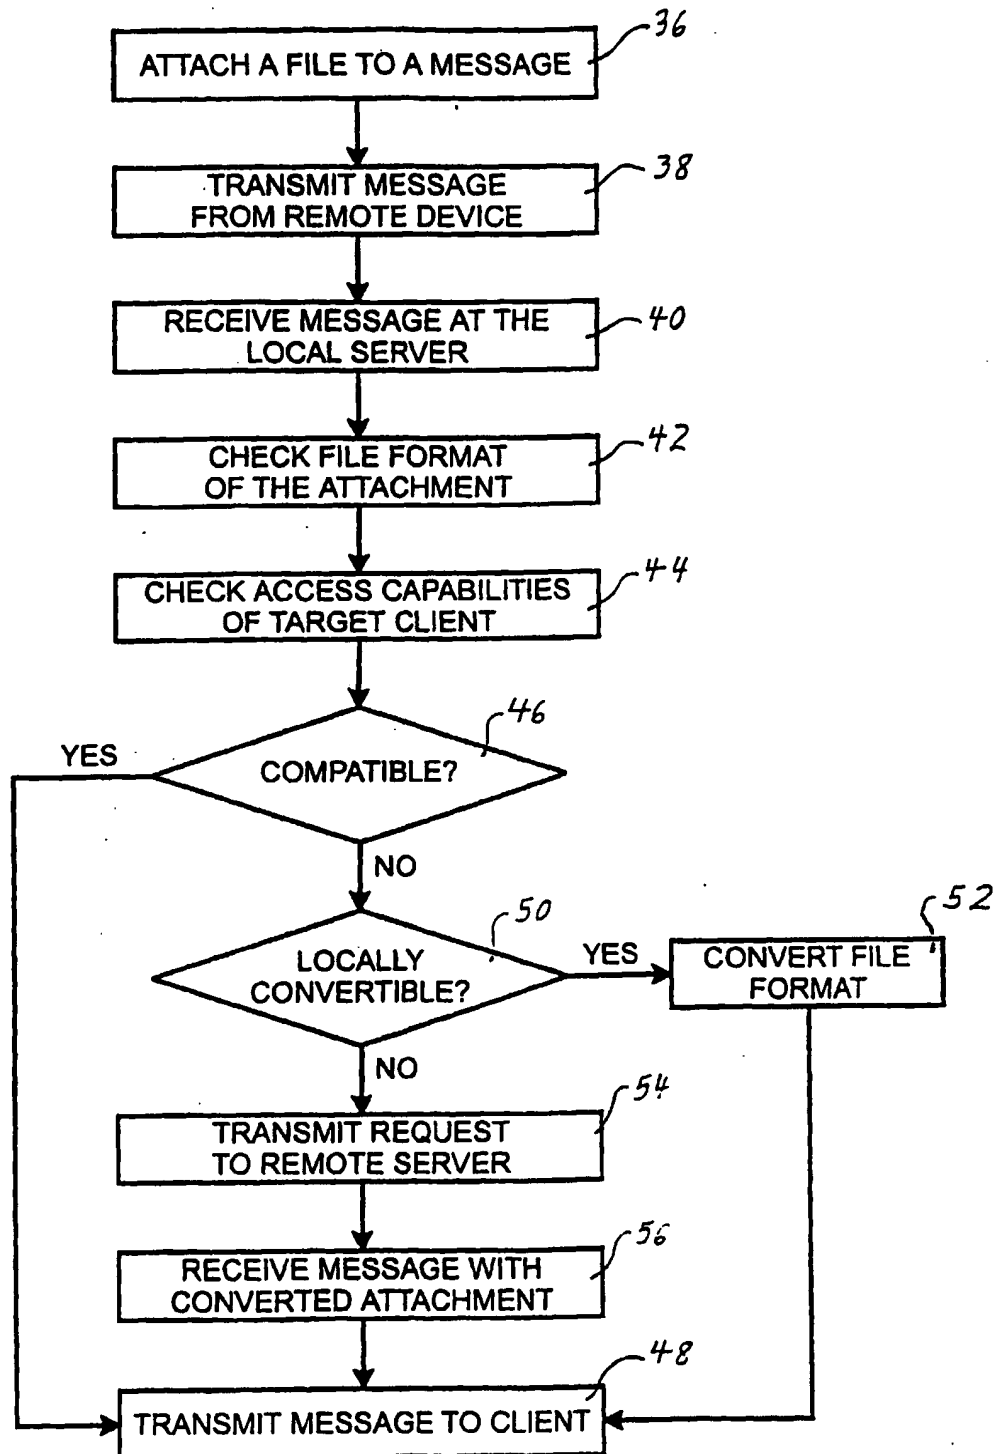 36
ATTACH A FILE TO A MESSAGE
38
TRANSMIT MESSAGE
FROM REMOTE DEVICE
40
RECEIVE MESSAGE AT THE
LOCAL SERVER
42
CHECK FILE FORMAT
OF THE ATTACHMENT
44
CHECK ACCESS CAPABILITIES
OF TARGET CLIENT
46
YES
COMPATIBLE?
NO
50
52
LOCALLY
CONVERTIBLE?
YES
CONVERT FILE
FORMAT
NO
54
TRANSMIT REQUEST
TO REMOTE SERVER
56
RECEIVE MESSAGE WITH
CONVERTED ATTACHMENT
48
TRANSMIT MESSAGE TO CLIENT